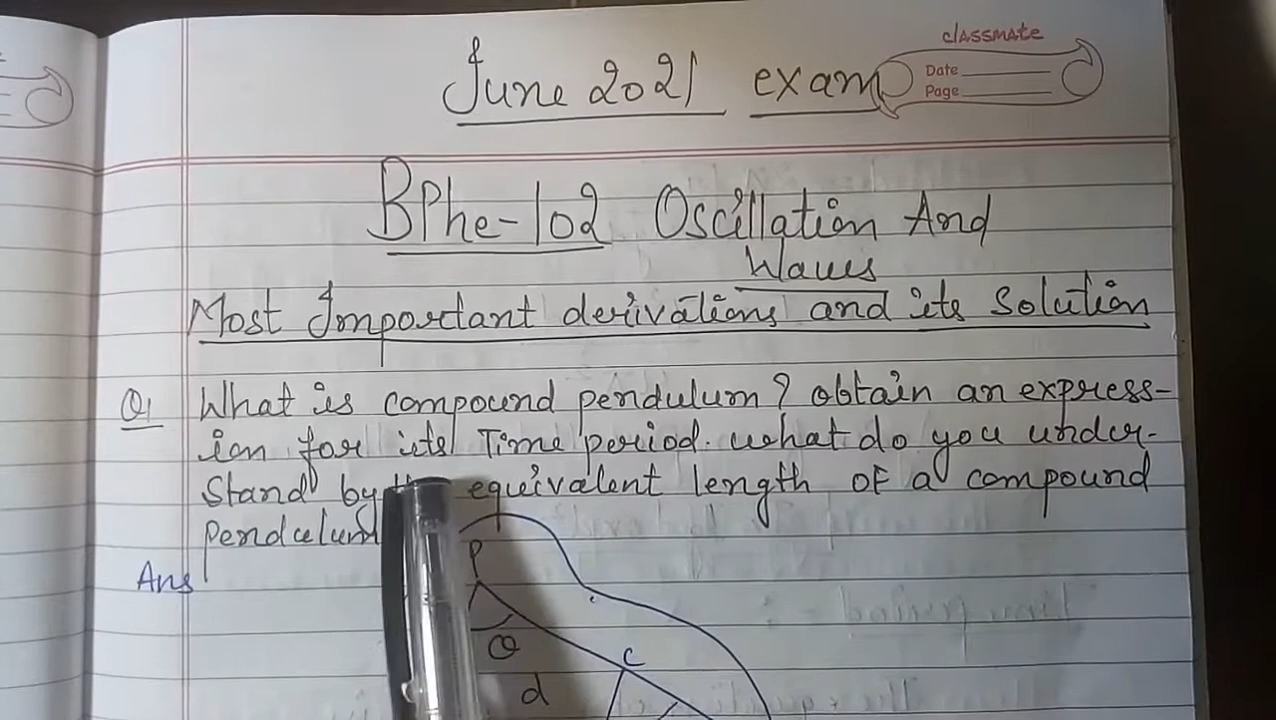 classmate
Date
Page
June 2021 exam
BPhe-102 Oscillation And
Waves
Most Important derivations and its Solution
Q1 What is compound pendulum? obtain an express-
ion for its Time period. what do you under-
stand by the equivalent length of a compound
pendulum
Ans
P
θ
C
d